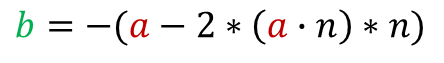 b = −(a − 2 ∗ (a · n) ∗ n)